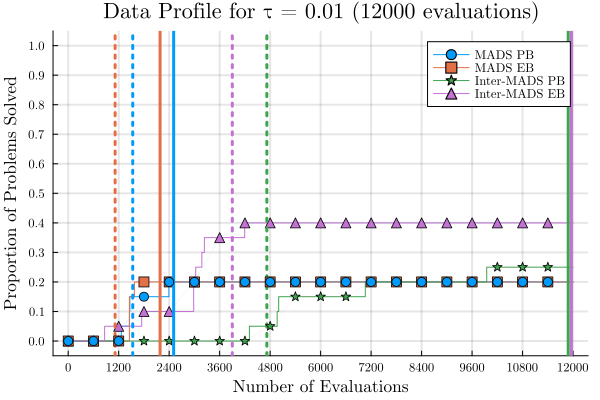 Data Profile for τ = 0.01 (12000 evaluations)
MADS PB
MADS EB
Inter-MADS PB
Inter-MADS EB
Proportion of Problems Solved
1.0
0.9
0.8
0.7
0.6
0.5
0.4
0.3
0.2
0.1
0.0
0 1200 2400 3600 4800 6000 7200 8400 9600 10800 12000
Number of Evaluations